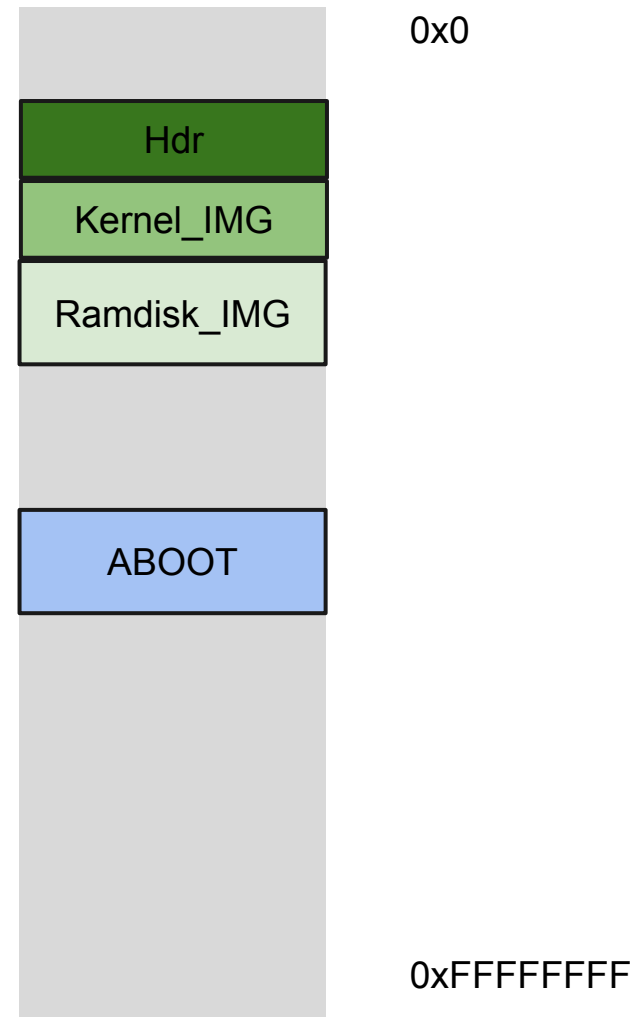 0x0
Hdr
Kernel_IMG
Ramdisk_IMG
ABOOT
0xFFFFFFFF